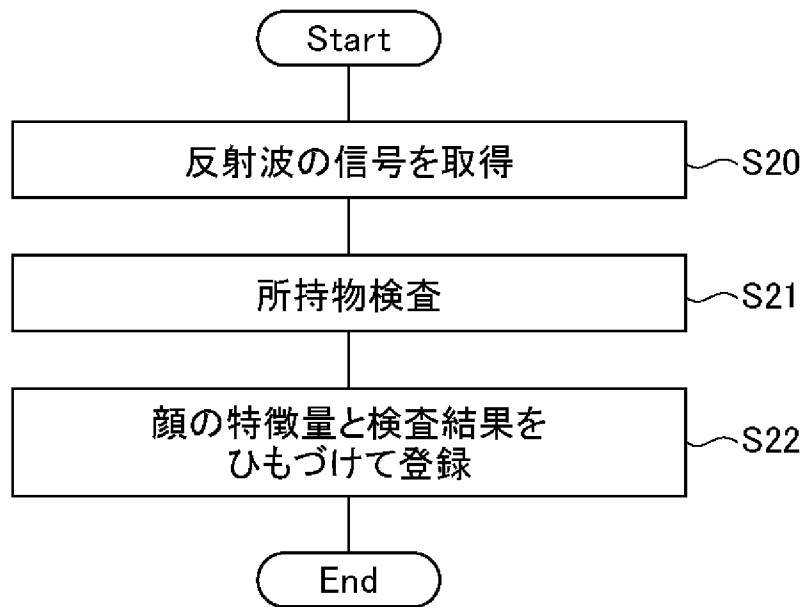 Start
反射波の信号を取得
S20
所持物検査
S21
顔の特徴量と検査結果を
ひもづけて登録
S22
End